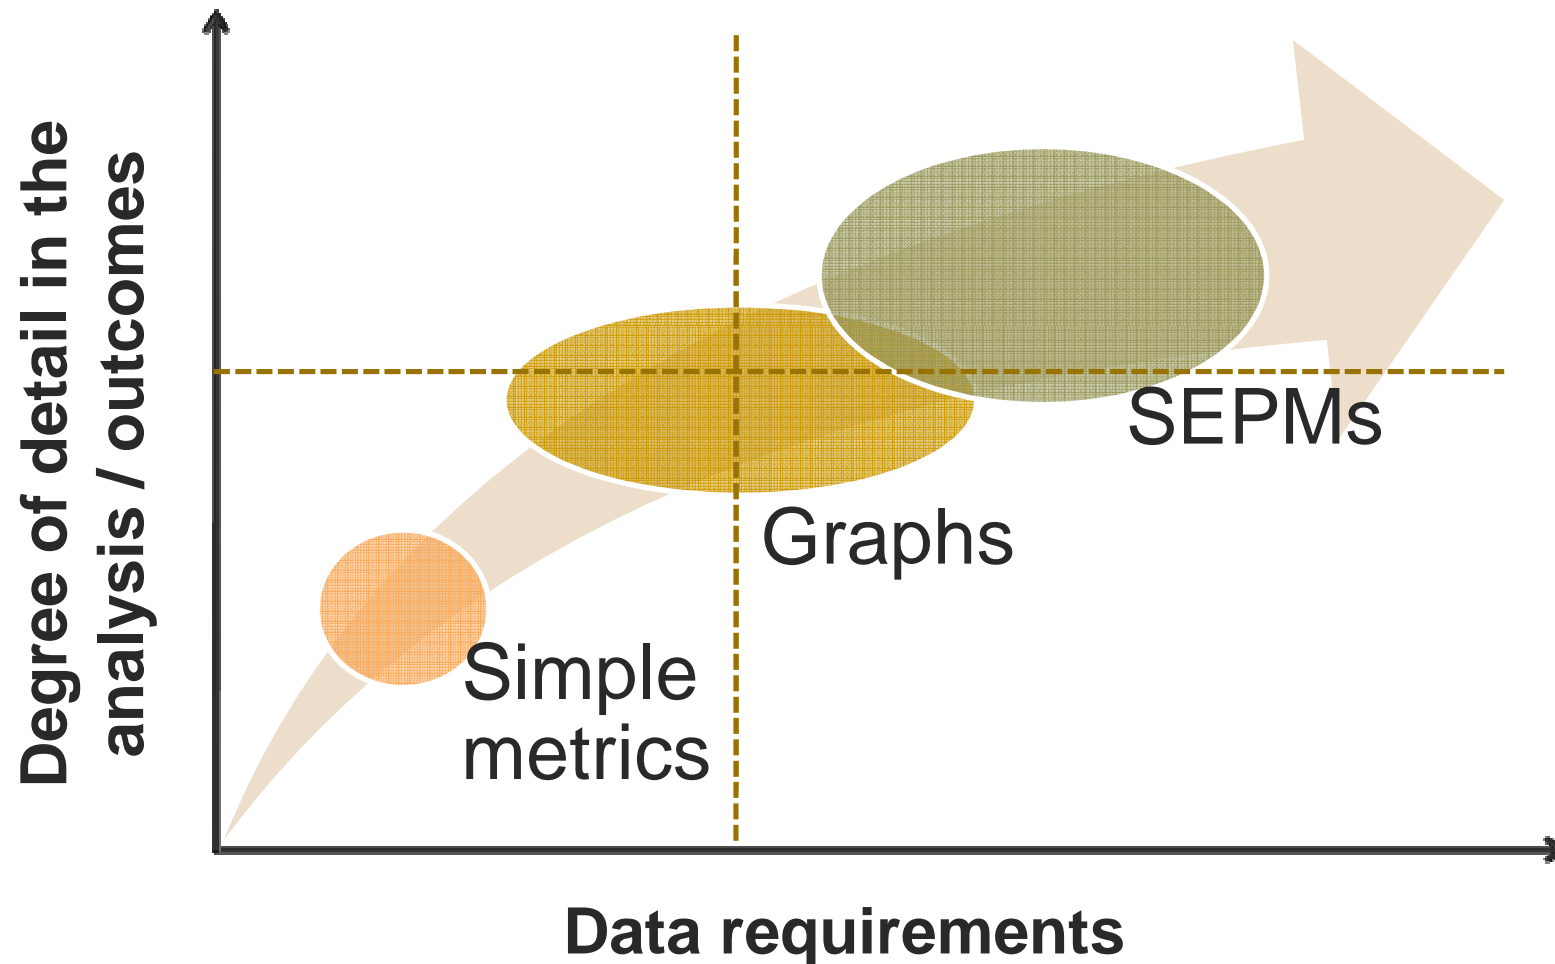 Degree of detail in the
analysis / outcomes
SEPMs
Graphs
Simple
metrics
Data requirements